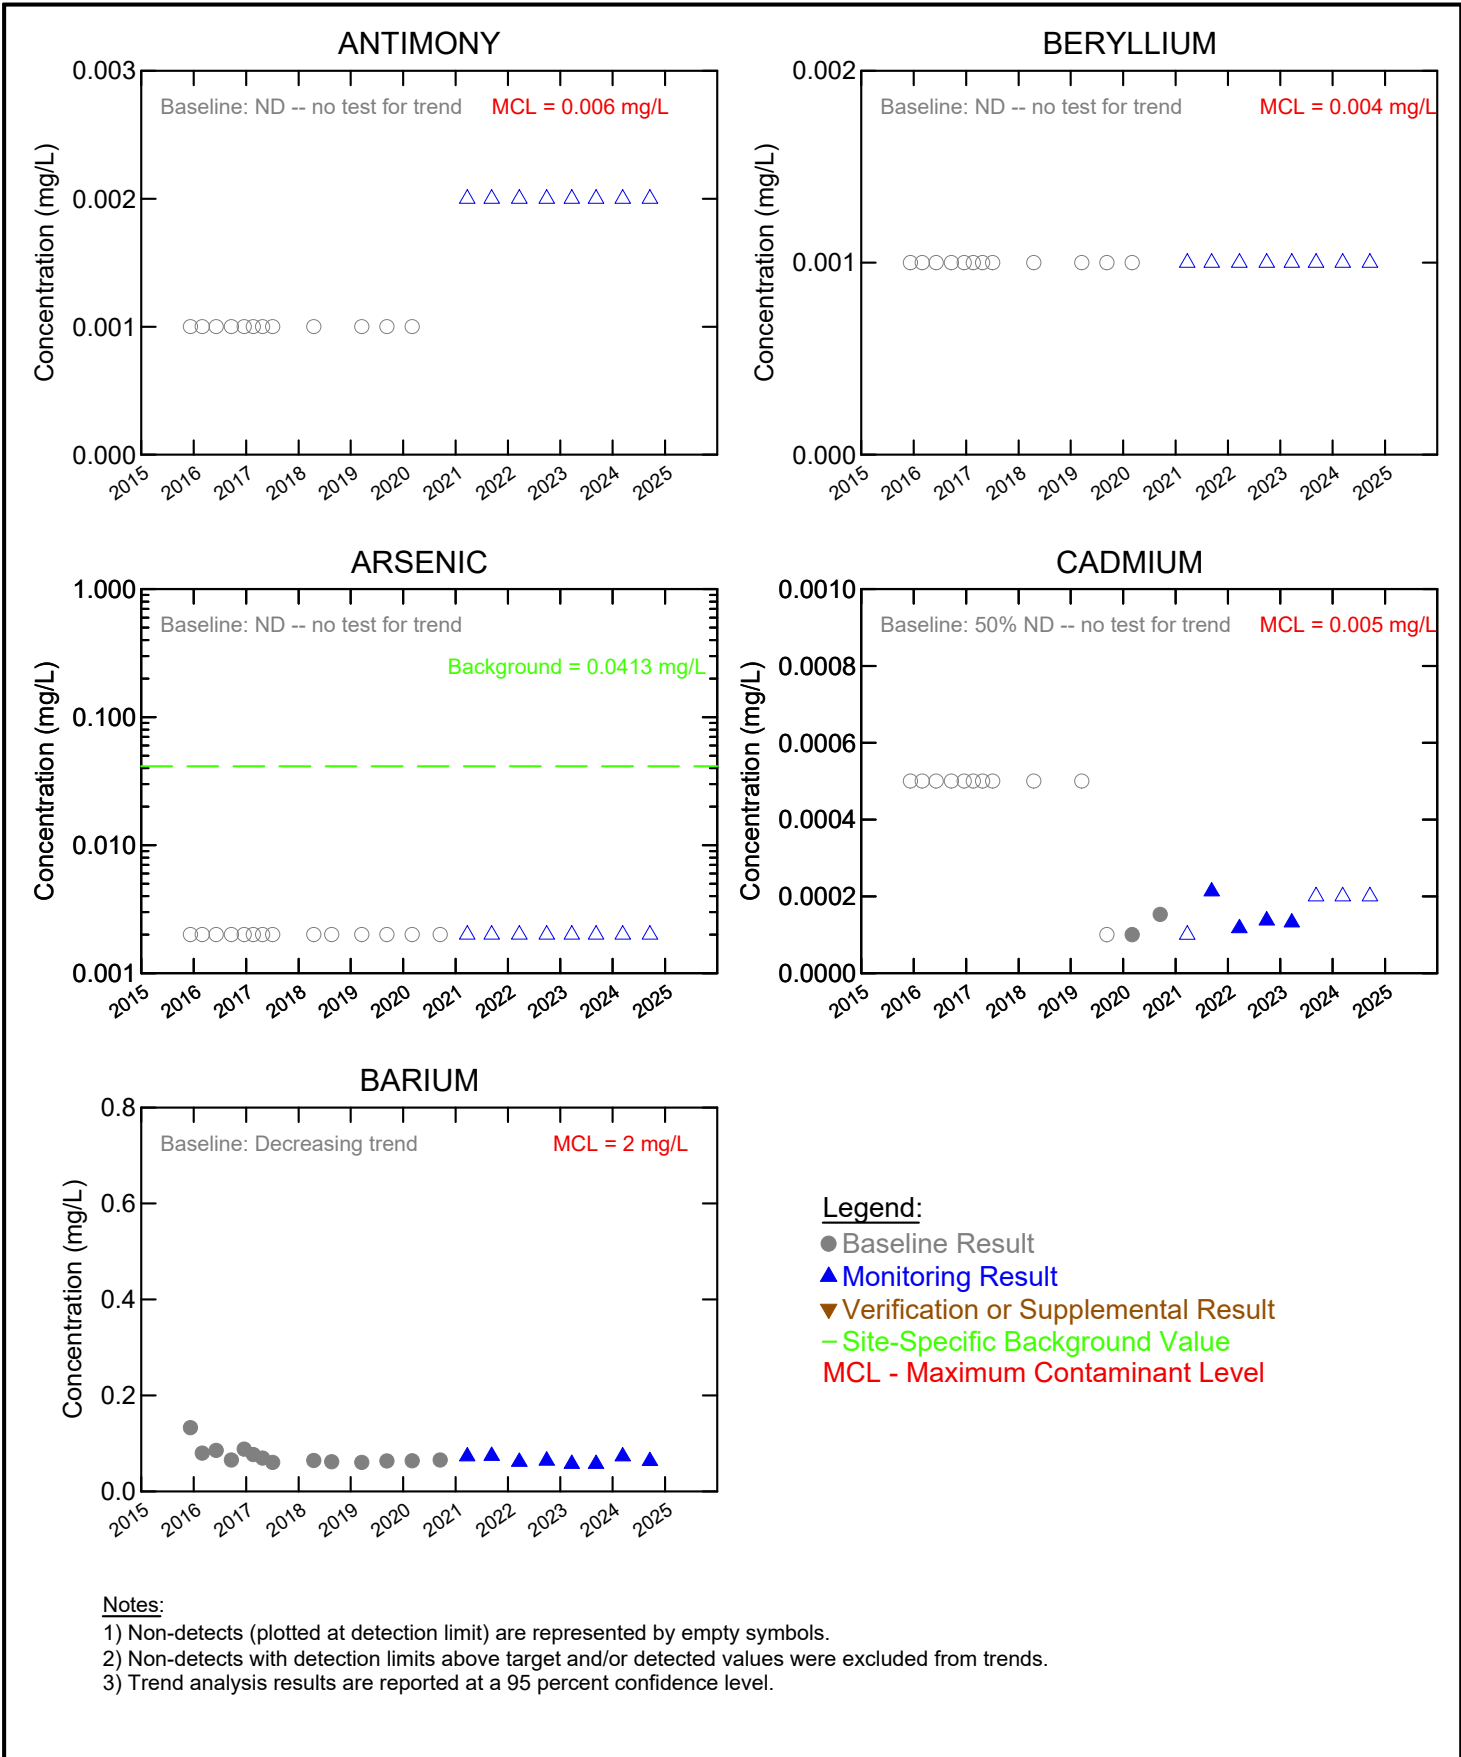 ANTIMONY
Concentration (mg/L)
0.003
0.002
0.001
0.000
Baseline: ND -- no test for trend
MCL = 0.006 mg/L
2015 2016 2017 2018 2019 2020 2021 2022 2023 2024 2025
BERYLLIUM
Concentration (mg/L)
0.002
0.001
0.000
Baseline: ND -- no test for trend
MCL = 0.004 mg/L
2015 2016 2017 2018 2019 2020 2021 2022 2023 2024 2025
ARSENIC
Concentration (mg/L)
1.000
0.100
0.010
0.001
Baseline: ND -- no test for trend
Background = 0.0413 mg/L
2015 2016 2017 2018 2019 2020 2021 2022 2023 2024 2025
CADMIUM
Concentration (mg/L)
0.0010
0.0008
0.0006
0.0004
0.0002
0.0000
Baseline: 50% ND -- no test for trend
MCL = 0.005 mg/L
2015 2016 2017 2018 2019 2020 2021 2022 2023 2024 2025
BARIUM
Concentration (mg/L)
0.8
0.6
0.4
0.2
0.0
Baseline: Decreasing trend
MCL = 2 mg/L
2015 2016 2017 2018 2019 2020 2021 2022 2023 2024 2025
Legend:
Baseline Result
Monitoring Result
Verification or Supplemental Result
Site-Specific Background Value
MCL - Maximum Contaminant Level
Notes:
1) Non-detects (plotted at detection limit) are represented by empty symbols.
2) Non-detects with detection limits above target and/or detected values were excluded from trends.
3) Trend analysis results are reported at a 95 percent confidence level.